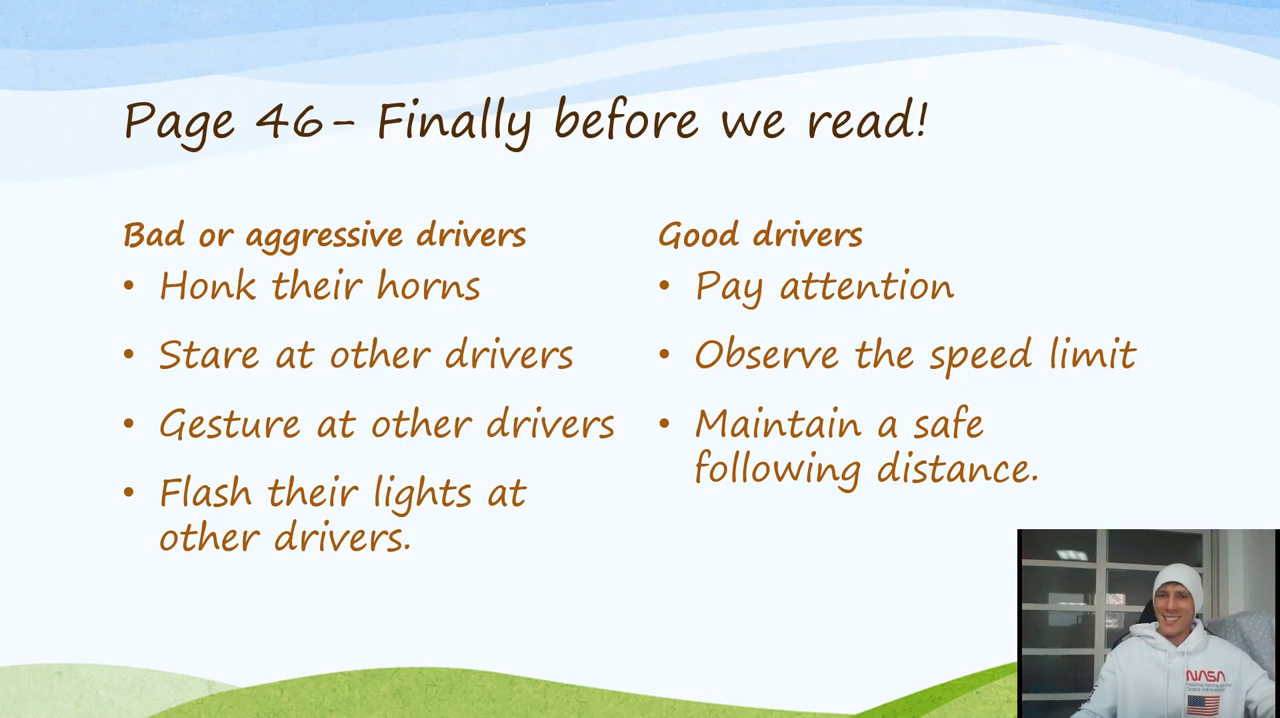 Page 46- Finally before we read!
Bad or aggressive drivers
• Honk their horns
• Stare at other drivers
• Gesture at other drivers
• Flash their lights at
other drivers.
Good drivers
• Pay attention
• Observe the speed limit
• Maintain a safe
following distance.
NASA